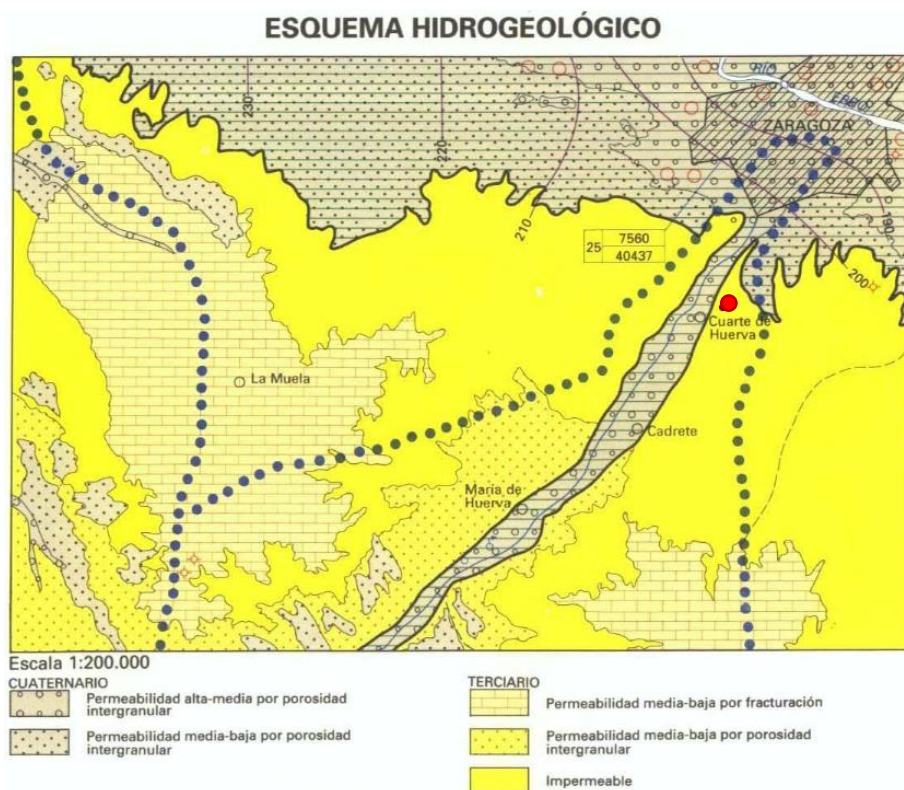 ESQUEMA HIDROGEOLÓGICO
RÍO
EBRO
ZARAGOZA
230
220
210
190
200
25
7560
40437
Cuarte de
Huerva
La Muela
Cadrete
María de
Huerva
Escala 1:200.000
CUATERNARIO
Permeabilidad alta-media por porosidad
intergranular
Permeabilidad media-baja por porosidad
intergranular
TERCIARIO
Permeabilidad media-baja por fracturación
Permeabilidad media-baja por porosidad
intergranular
Impermeable